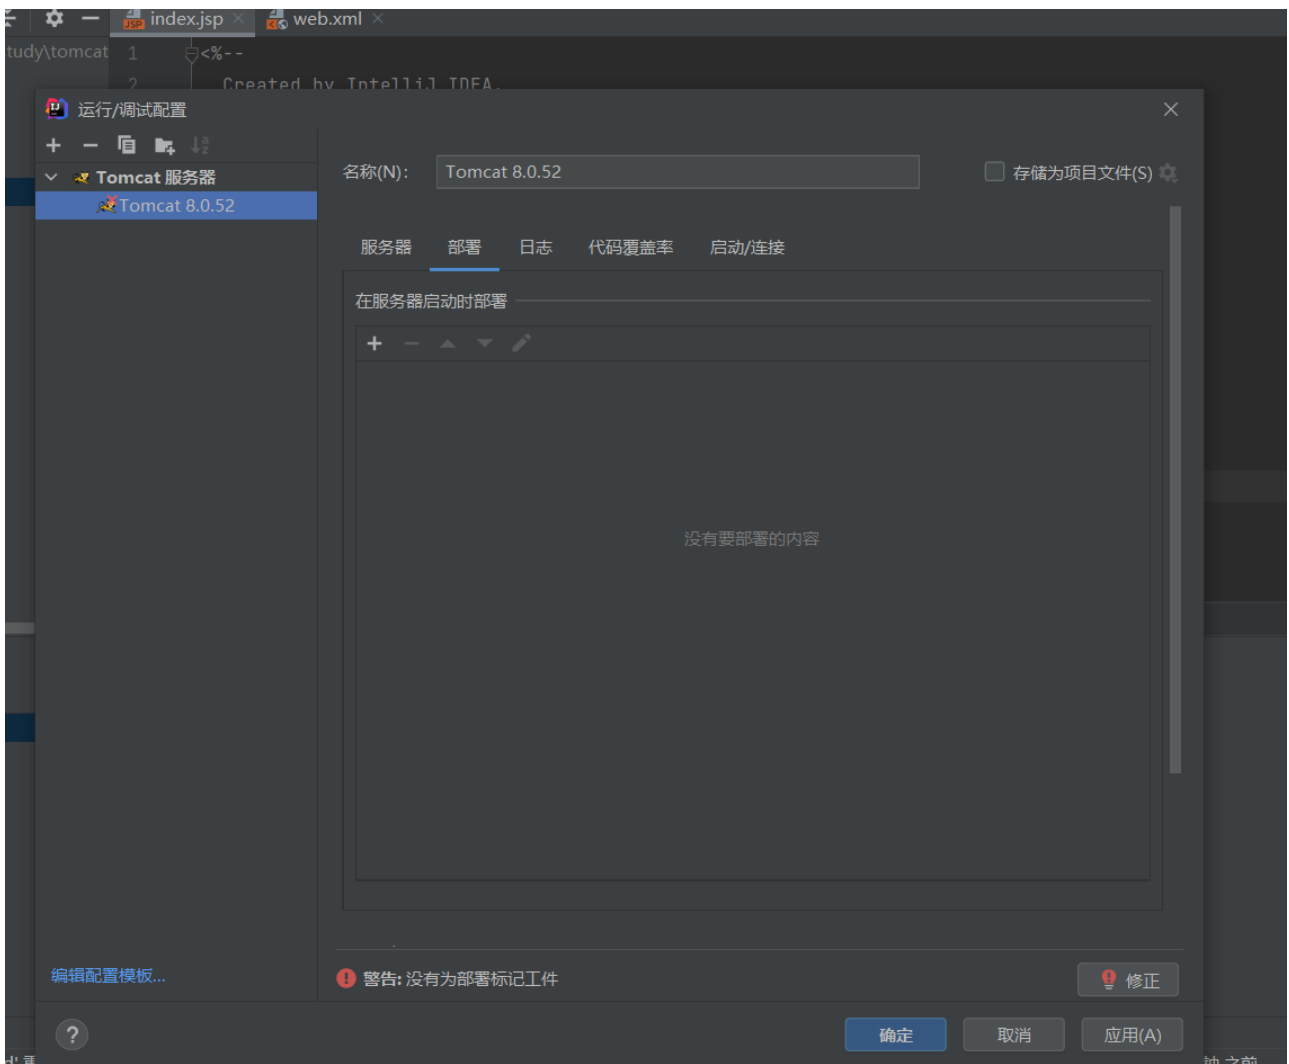 index.jsp
web.xml
tudy\tomcat
1
<%--
2
Created by IntelliJ IDEA.
运行/调试配置
Tomcat 服务器
Tomcat 8.0.52
名称(N):
Tomcat 8.0.52
存储为项目文件(S)
服务器
部署
日志
代码覆盖率
启动/连接
在服务器启动时部署
没有要部署的内容
编辑配置模板...
警告: 没有为部署标记工件
修正
?
确定
取消
应用(A)